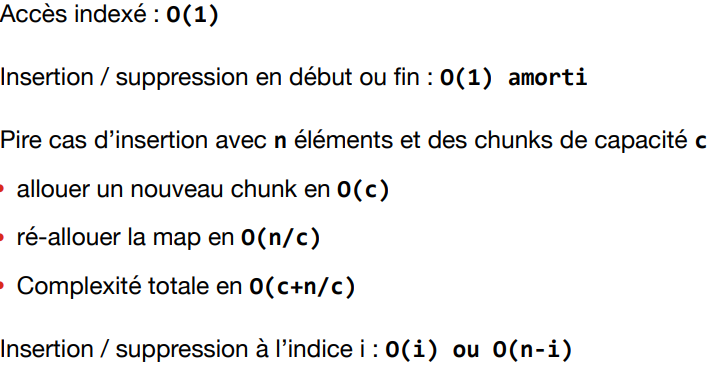 Accès indexé : O(1)
Insertion / suppression en début ou fin : O(1) amorti
Pire cas d’insertion avec n éléments et des chunks de capacité c
• allouer un nouveau chunk en O(c)
• ré-allouer la map en O(n/c)
• Complexité totale en O(c+n/c)
Insertion / suppression à l’indice i : O(i) ou O(n-i)